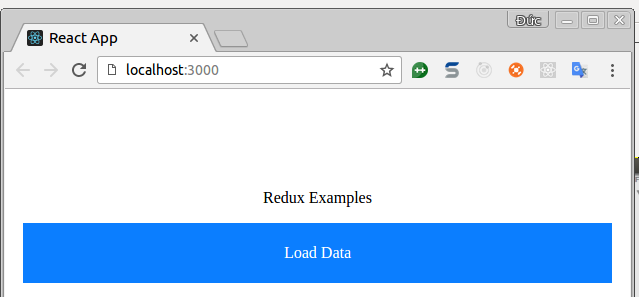 Đức
React App
localhost:3000
Redux Examples
Load Data